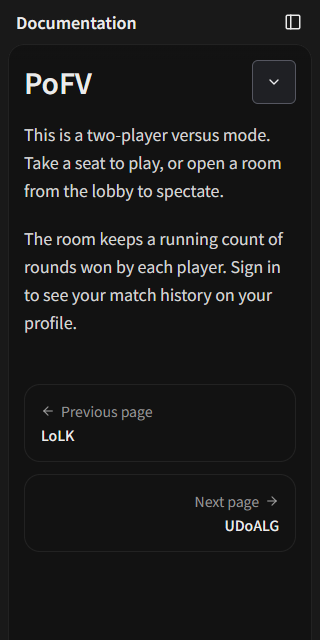 Documentation
PoFV
This is a two-player versus mode.
Take a seat to play, or open a room
from the lobby to spectate.
The room keeps a running count of
rounds won by each player. Sign in
to see your match history on your
profile.
Previous page
LoLK
Next page
UDoALG